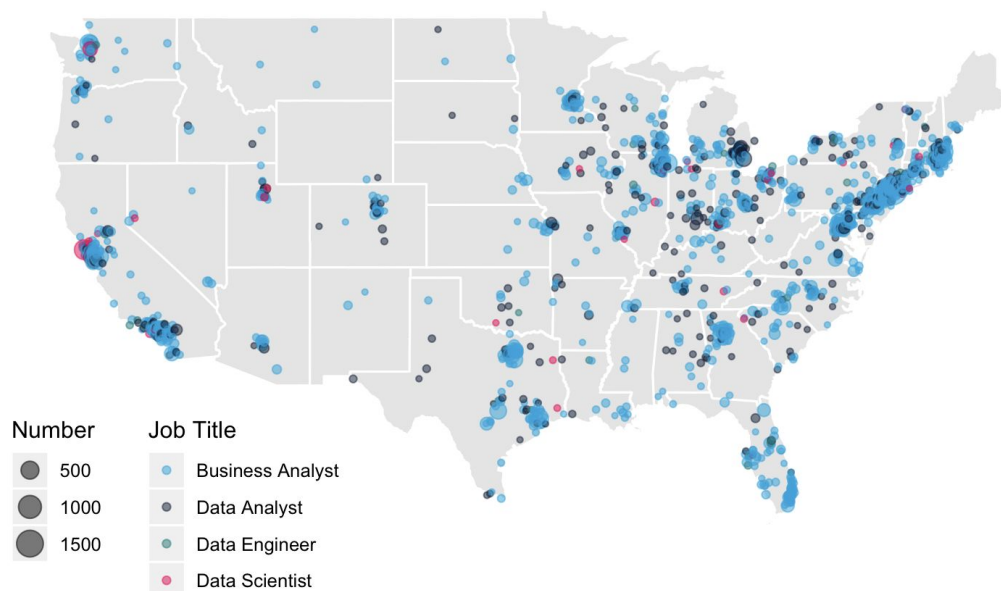 Number
500
1000
1500
Job Title
Business Analyst
Data Analyst
Data Engineer
Data Scientist